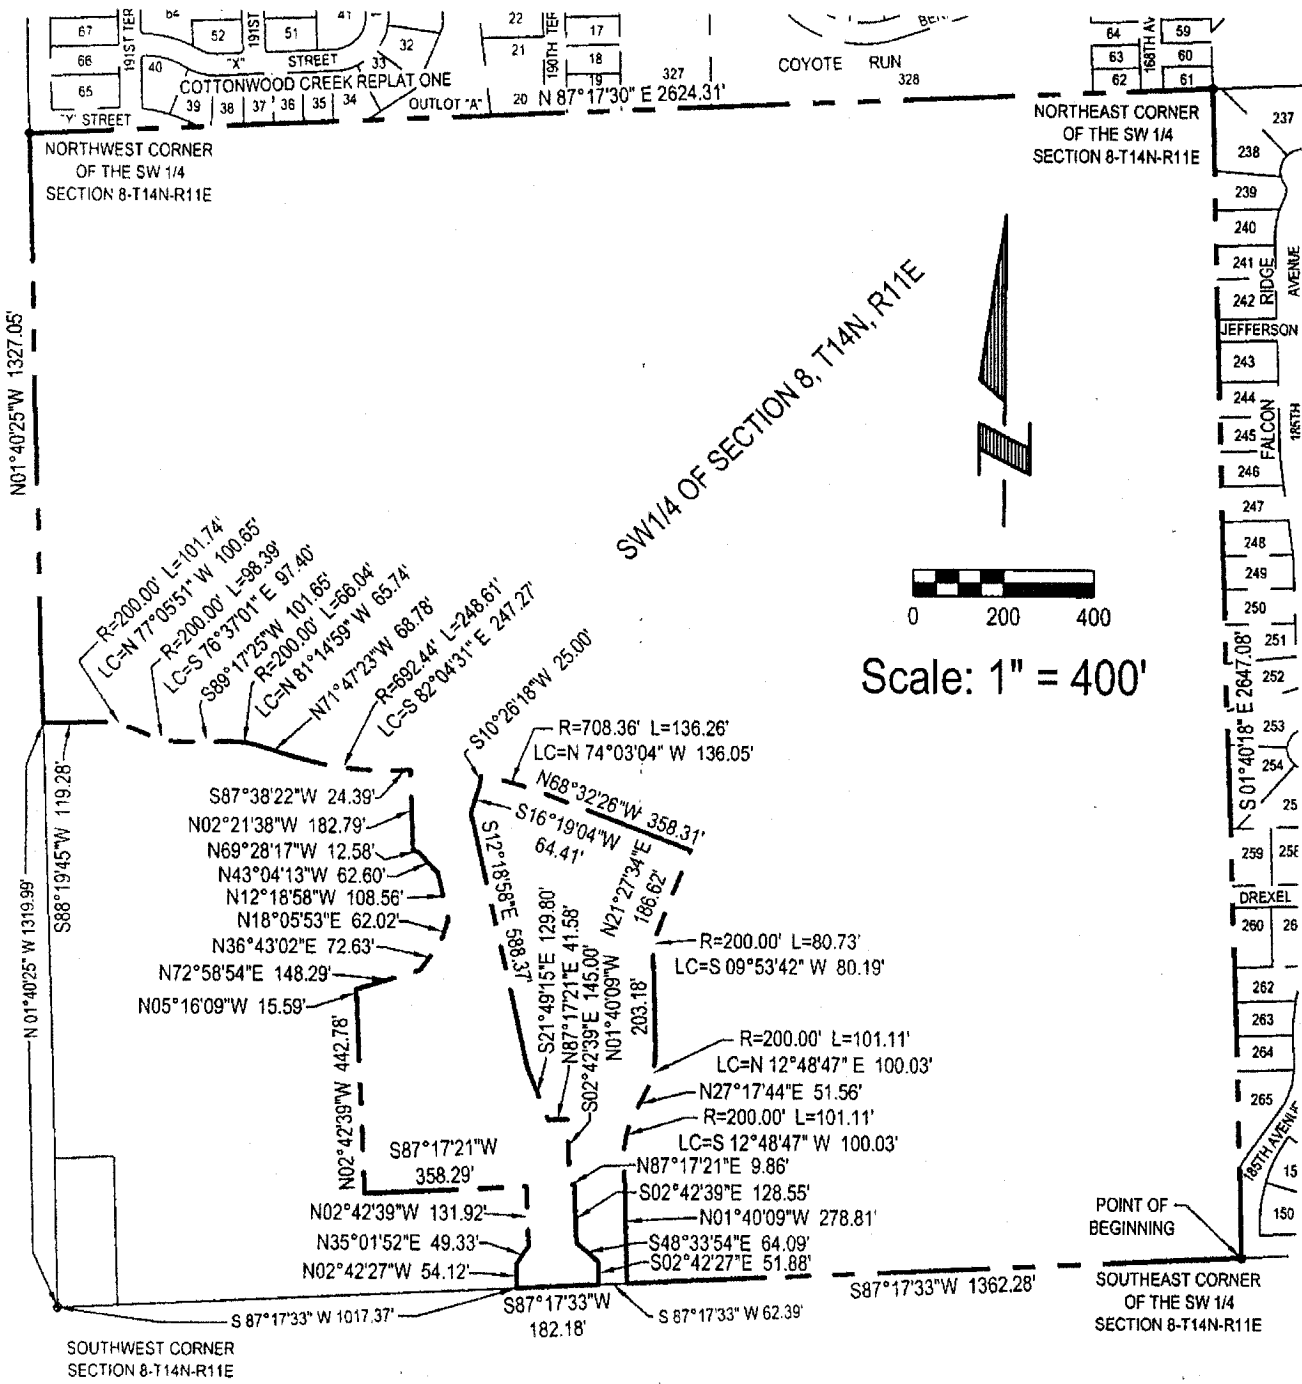 67
66
65
64
52
51
41
191ST TER
191ST
40
"X" STREET
33
32
COTTONWOOD CREEK REPLAT ONE
39
38
37
36
35
34
"Y" STREET
OUTLOT "A"
22
21
20
190TH TER
17
18
19
327
N 87°17'30" E 2624.31'
COYOTE RUN
328
64
63
62
168TH AV
59
60
61
NORTHWEST CORNER
OF THE SW 1/4
SECTION 8-T14N-R11E
NORTHEAST CORNER
OF THE SW 1/4
SECTION 8-T14N-R11E
237
238
239
240
241
242
RIDGE
AVENUE
JEFFERSON
243
244
245
246
FALCON
185TH
247
248
249
250
251
252
253
254
259
258
DREXEL
260
26
262
263
264
265
185TH AVENUE
15
150
N01°40'25"W 1327.05'
SW1/4 OF SECTION 8, T14N, R11E
0 200 400
Scale: 1" = 400'
S 01°40'18" E 2647.08'
R=200.00' L=101.74'
LC=N 77°05'51" W 100.65'
R=200.00' L=98.39'
LC=S 76°37'01" E 97.40'
S89°17'25"W 101.65'
R=200.00' L=66.04'
LC=N 81°14'59" W 65.74'
N71°47'23"W 68.78'
R=692.44' L=248.61'
LC=S 82°04'31" E 247.27'
S10°26'18"W 25.00'
R=708.36' L=136.26'
LC=N 74°03'04" W 136.05'
N68°32'26"W 358.31'
S16°19'04"W
64.41'
S87°38'22"W 24.39'
N02°21'38"W 182.79'
N69°28'17"W 12.58'
N43°04'13"W 62.60'
N12°18'58"W 108.56'
N18°05'53"E 62.02'
N36°43'02"E 72.63'
N72°58'54"E 148.29'
N05°16'09"W 15.59'
N 01°40'25" W 1319.99'
S88°19'45"W 119.28'
S12°18'58"E 588.37'
S21°49'15"E 129.80'
N87°17'21"E 41.58'
S02°42'39"E 145.00'
N01°40'09"W
203.18'
N21°27'34"E
186.62'
R=200.00' L=80.73'
LC=S 09°53'42" W 80.19'
R=200.00' L=101.11'
LC=N 12°48'47" E 100.03'
N27°17'44"E 51.56'
R=200.00' L=101.11'
LC=S 12°48'47" W 100.03'
N02°42'39"W 442.78'
S87°17'21"W
358.29'
N87°17'21"E 9.86'
S02°42'39"E 128.55'
N01°40'09"W 278.81'
S48°33'54"E 64.09'
S02°42'27"E 51.88'
N02°42'39"W 131.92'
N35°01'52"E 49.33'
N02°42'27"W 54.12'
POINT OF
BEGINNING
S 87°17'33" W 1017.37'
S87°17'33"W
182.18'
S 87°17'33" W 62.39'
S87°17'33"W 1362.28'
SOUTHEAST CORNER
OF THE SW 1/4
SECTION 8-T14N-R11E
SOUTHWEST CORNER
SECTION 8-T14N-R11E